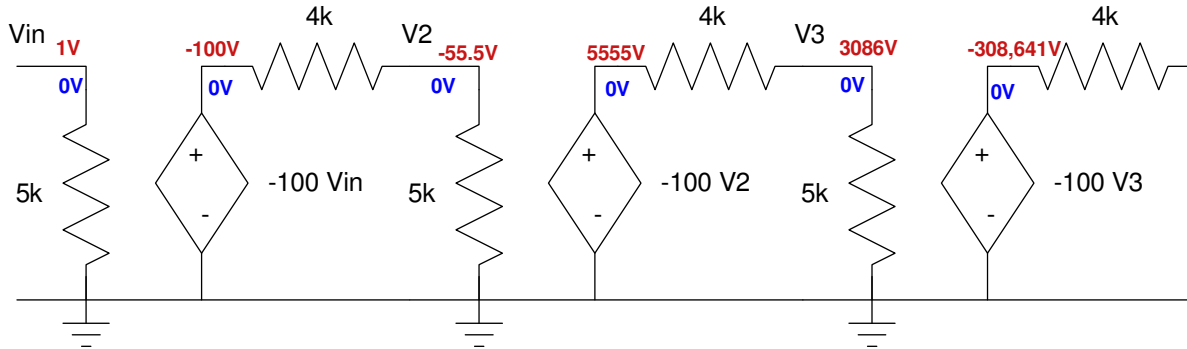 4k 4k 4k
Vin 1V -100V V2 -55.5V 5555V V3 3086V -308,641V
0V 0V 0V 0V 0V 0V
+ + +
5k -100 Vin 5k -100 V2 5k -100 V3
- - -